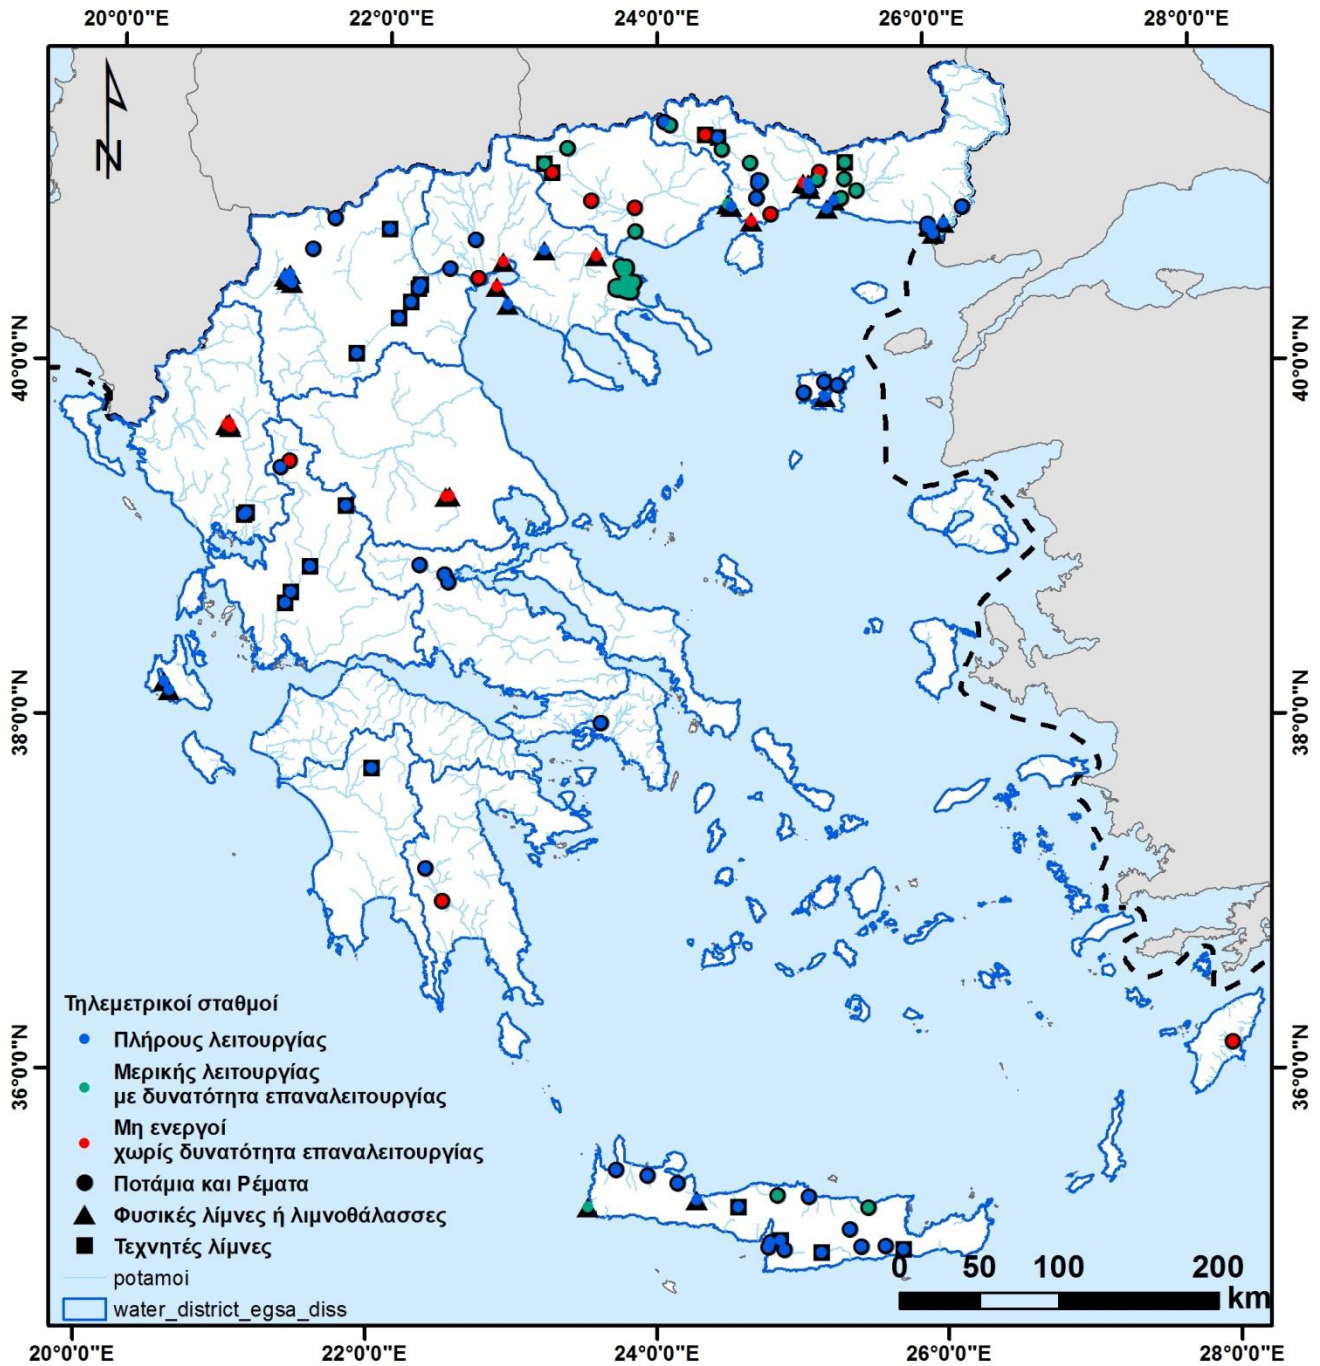 20°0'0"E 22°0'0"E 24°0'0"E 26°0'0"E 28°0'0"E
N
40°0'0"N
40°0'0"N
38°0'0"N
38°0'0"N
36°0'0"N
36°0'0"N
Τηλεμετρικοί σταθμοί
Πλήρους λειτουργίας
Μερικής λειτουργίας
με δυνατότητα επαναλειτουργίας
Μη ενεργοί
χωρίς δυνατότητα επαναλειτουργίας
Ποτάμια και Ρέματα
Φυσικές λίμνες ή λιμνοθάλασσες
Τεχνητές λίμνες
potamoi
water_district_egsa_diss
0 50 100 200
km
20°0'0"E 22°0'0"E 24°0'0"E 26°0'0"E 28°0'0"E